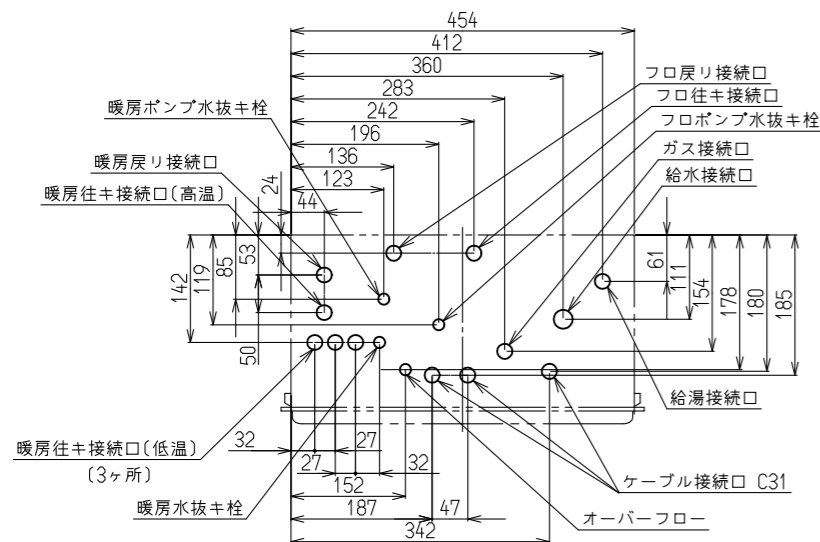 454
412
360
283
242
196
136
123
24
44
フロ戻リ接続口
フロ往キ接続口
フロポンプ水抜キ栓
ガス接続口
給水接続口
暖房ポンプ水抜キ栓
暖房戻リ接続口
暖房往キ接続口(高温)
142
119
85
53
50
61
111
154
178
180
185
給湯接続口
暖房往キ接続口(低温)
(3ヶ所)
32
27
27
32
152
暖房水抜キ栓
187
47
342
ケーブル接続口 C31
オーバーフロー